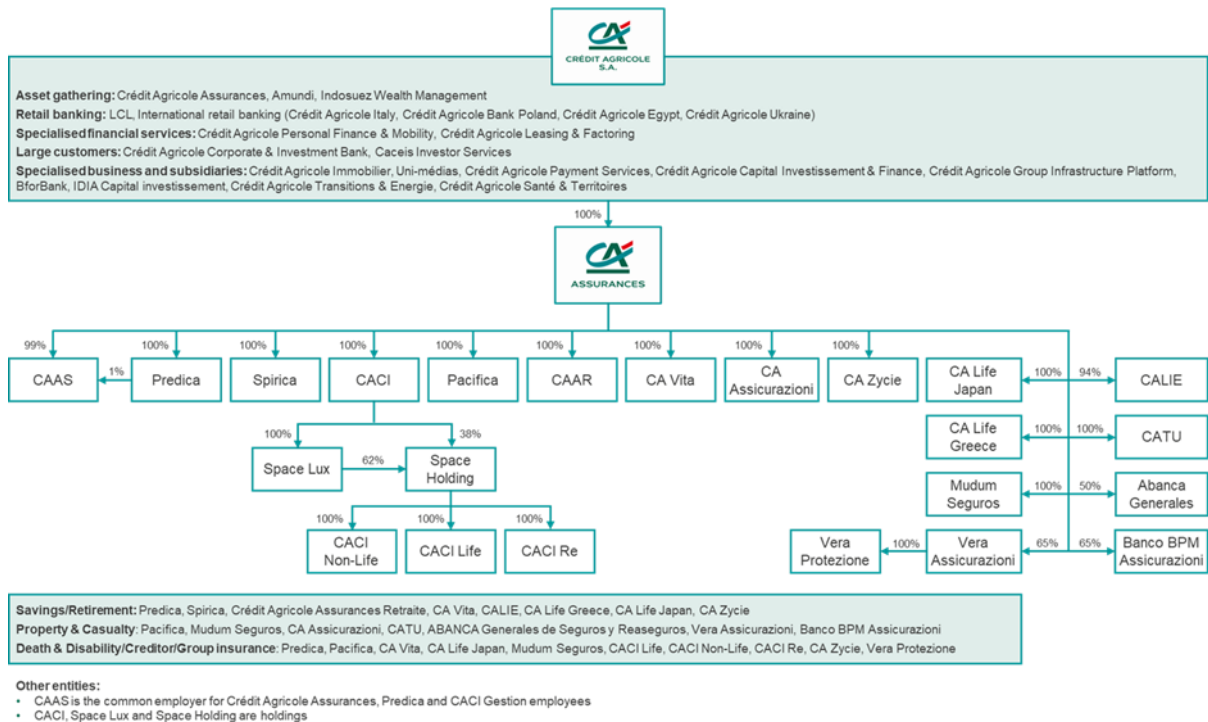 CRÉDIT AGRICOLE
S.A.
Asset gathering: Crédit Agricole Assurances, Amundi, Indosuez Wealth Management
Retail banking: LCL, International retail banking (Crédit Agricole Italy, Crédit Agricole Bank Poland, Crédit Agricole Egypt, Crédit Agricole Ukraine)
Specialised financial services: Crédit Agricole Personal Finance & Mobility, Crédit Agricole Leasing & Factoring
Large customers: Crédit Agricole Corporate & Investment Bank, Caceis Investor Services
Specialised business and subsidiaries: Crédit Agricole Immobilier, Uni-médias, Crédit Agricole Payment Services, Crédit Agricole Capital Investissement & Finance, Crédit Agricole Group Infrastructure Platform,
BforBank, IDIA Capital investissement, Crédit Agricole Transitions & Energie, Crédit Agricole Santé & Territoires
100%
ASSURANCES
99% 100% 100% 100% 100% 100% 100% 100% 100%
CAAS 1% Predica Spirica CACI Pacifica CAAR CA Vita CA Assicurazioni CA Zycie
CA Life Japan 100% 94% CALIE
100% 38%
Space Lux 62% Space Holding
CA Life Greece 100% 100% CATU
Mudum Seguros 100% 50% Abanca Generales
100% 100% 100%
CACI Non-Life CACI Life CACI Re
Vera Protezione 100% Vera Assicurazioni 65% 65% Banco BPM Assicurazioni
Savings/Retirement: Predica, Spirica, Crédit Agricole Assurances Retraite, CA Vita, CALIE, CA Life Greece, CA Life Japan, CA Zycie
Property & Casualty: Pacifica, Mudum Seguros, CA Assicurazioni, CATU, ABANCA Generales de Seguros y Reaseguros, Vera Assicurazioni, Banco BPM Assicurazioni
Death & Disability/Creditor/Group insurance: Predica, Pacifica, CA Vita, CA Life Japan, Mudum Seguros, CACI Life, CACI Non-Life, CACI Re, CA Zycie, Vera Protezione
Other entities:
• CAAS is the common employer for Crédit Agricole Assurances, Predica and CACI Gestion employees
• CACI, Space Lux and Space Holding are holdings